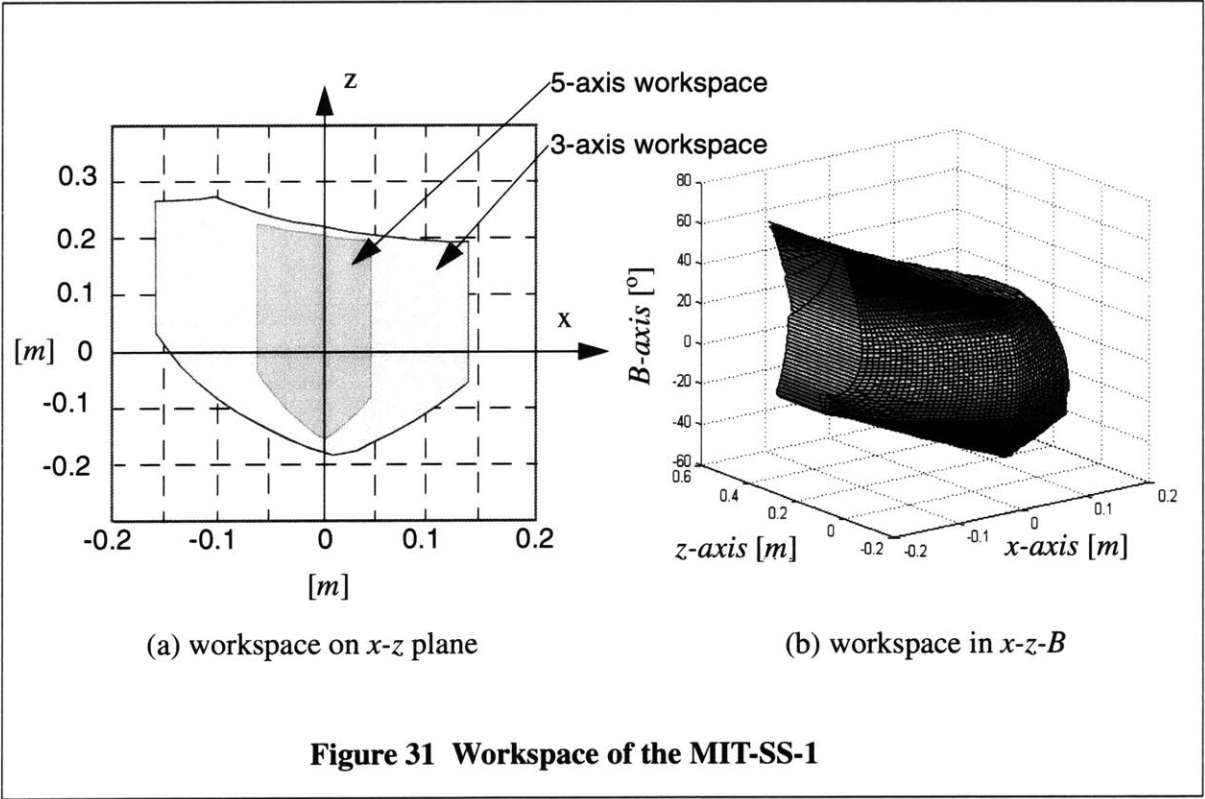 z
5-axis workspace
3-axis workspace
0.3
0.2
0.1
[m] 0
-0.1
-0.2
x
-0.2 -0.1 0 0.1 0.2
[m]
(a) workspace on x-z plane
80
60
40
20
0
-20
-40
-60
B-axis [°]
0.6 0.4 0.2 0 -0.2
z-axis [m]
-0.2 -0.1 0 0.1 0.2
x-axis [m]
(b) workspace in x-z-B
Figure 31 Workspace of the MIT-SS-1